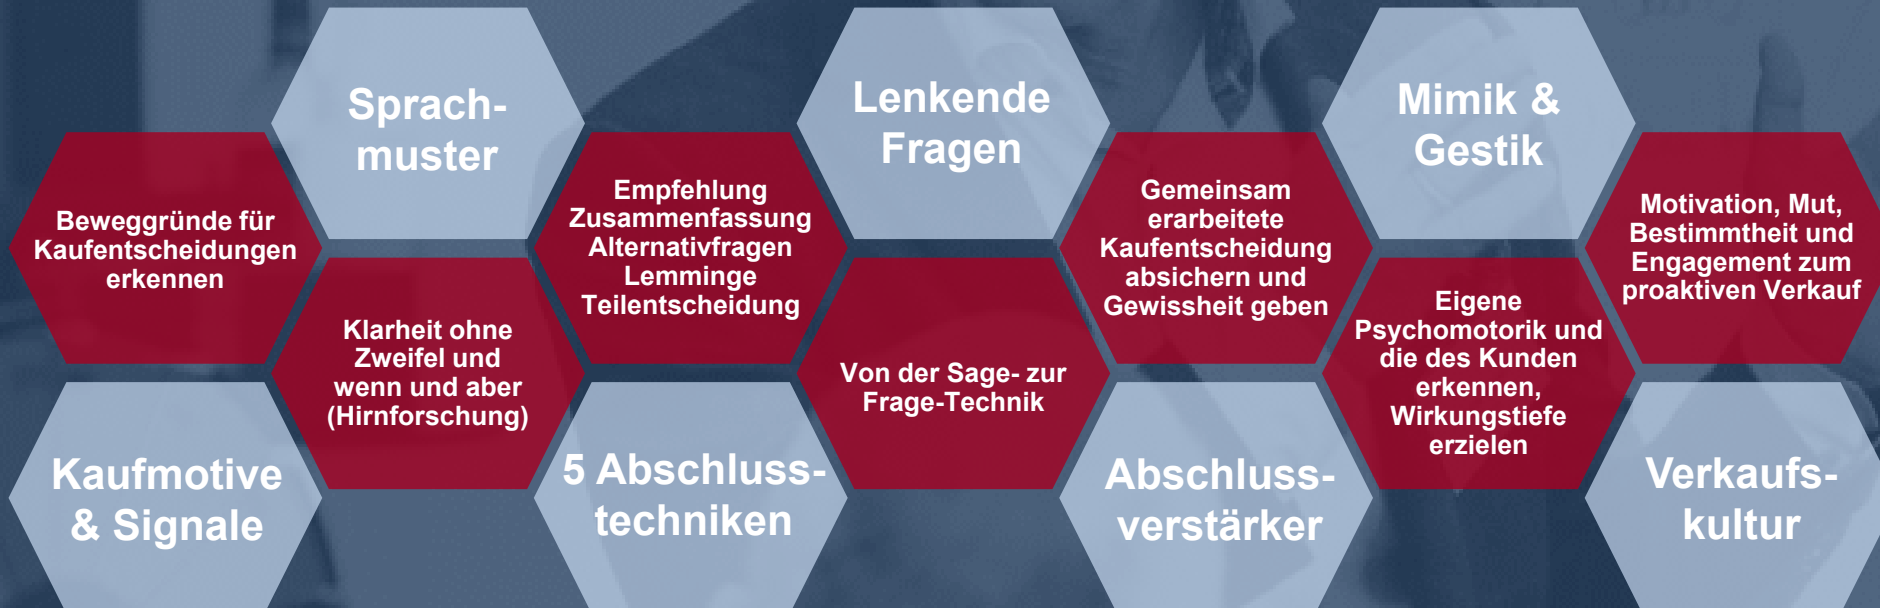 Sprach-
muster
Lenkende
Fragen
Mimik &
Gestik
Beweggründe für
Kaufentscheidungen
erkennen
Empfehlung
Zusammenfassung
Alternativfragen
Lemminge
Teilentscheidung
Gemeinsam
erarbeitete
Kaufentscheidung
absichern und
Gewissheit geben
Motivation, Mut,
Bestimmtheit und
Engagement zum
proaktiven Verkauf
Klarheit ohne
Zweifel und
wenn und aber
(Hirnforschung)
Von der Sage- zur
Frage-Technik
Eigene
Psychomotorik und
die des Kunden
erkennen,
Wirkungstiefe
erzielen
Kaufmotive
& Signale
5 Abschluss-
techniken
Abschluss-
verstärker
Verkaufs-
kultur